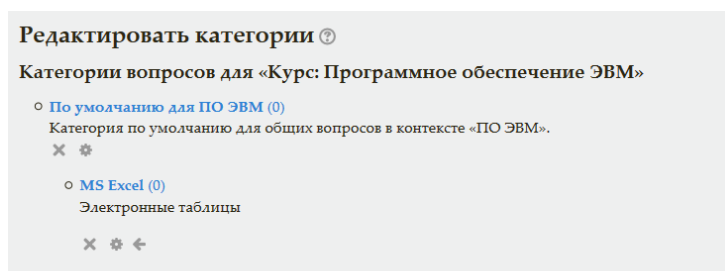 Редактировать категории
Категории вопросов для «Курс: Программное обеспечение ЭВМ»
По умолчанию для ПО ЭВМ (0)
Категория по умолчанию для общих вопросов в контексте «ПО ЭВМ».
MS Excel (0)
Электронные таблицы